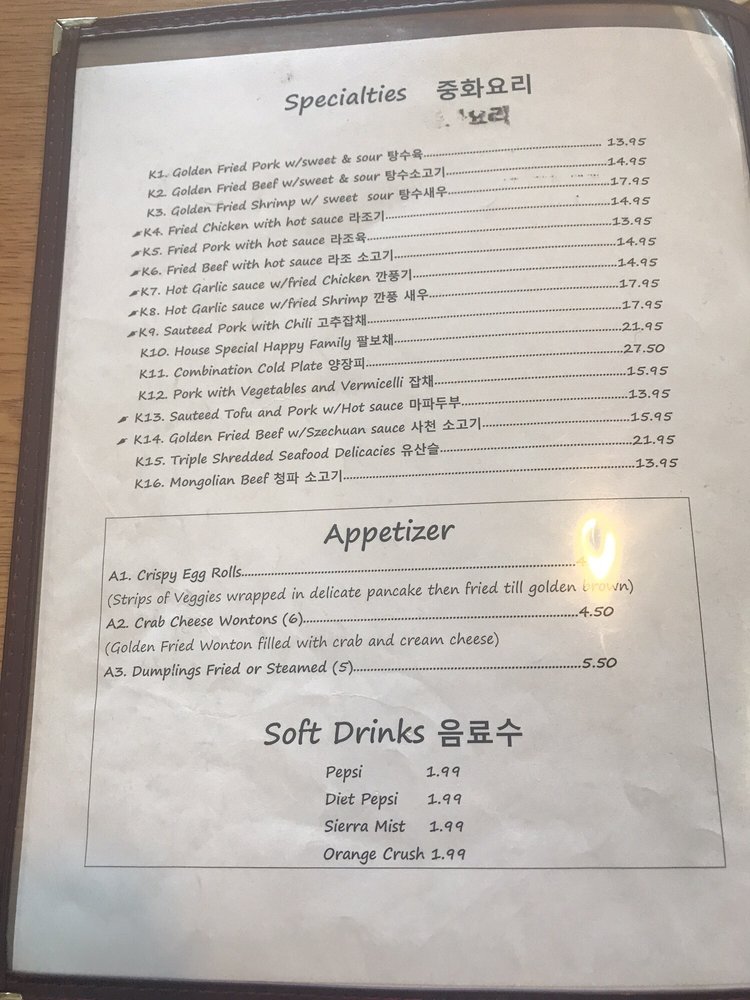 Specialties 중화요리
요리
K1. Golden Fried Pork w/sweet & sour 탕수육 13.95
K2. Golden Fried Beef w/sweet & sour 탕수소고기 14.95
K3. Golden Fried Shrimp w/ sweet sour 탕수새우 17.95
K4. Fried Chicken with hot sauce 라조기 14.95
K5. Fried Pork with hot sauce 라조육 13.95
K6. Fried Beef with hot sauce 라조 소고기 14.95
K7. Hot Garlic sauce w/fried Chicken 깐풍기 14.95
K8. Hot Garlic sauce w/fried Shrimp 깐풍 새우 17.95
K9. Sauteed Pork with Chili 고추잡채 17.95
K10. House Special Happy Family 팔보채 21.95
K11. Combination Cold Plate 양장피 27.50
K12. Pork with Vegetables and Vermicelli 잡채 15.95
K13. Sauteed Tofu and Pork w/Hot sauce 마파두부 13.95
K14. Golden Fried Beef w/Szechuan sauce 사천 소고기 15.95
K15. Triple Shredded Seafood Delicacies 유산슬 21.95
K16. Mongolian Beef 청파 소고기 13.95
Appetizer
A1. Crispy Egg Rolls
(Strips of Veggies wrapped in delicate pancake then fried till golden brown)
A2. Crab Cheese Wontons (6) 4.50
(Golden Fried Wonton filled with crab and cream cheese)
A3. Dumplings Fried or Steamed (5) 5.50
Soft Drinks 음료수
Pepsi 1.99
Diet Pepsi 1.99
Sierra Mist 1.99
Orange Crush 1.99